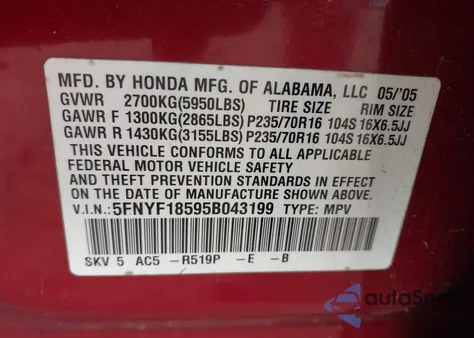 MFD. BY HONDA MFG. OF ALABAMA, LLC 05/'05
GVWR 2700KG(5950LBS) TIRE SIZE RIM SIZE
GAWR F 1300KG(2865LBS) P235/70R16 104S 16X6.5JJ
GAWR R 1430KG(3155LBS) P235/70R16 104S 16X6.5JJ
THIS VEHICLE CONFORMS TO ALL APPLICABLE
FEDERAL MOTOR VEHICLE SAFETY
AND THEFT PREVENTION STANDARDS IN EFFECT
ON THE DATE OF MANUFACTURE SHOWN ABOVE.
V.I.N.: 5FNYF18595B043199 TYPE: MPV
SKV 5 AC5 -R519P -E -B